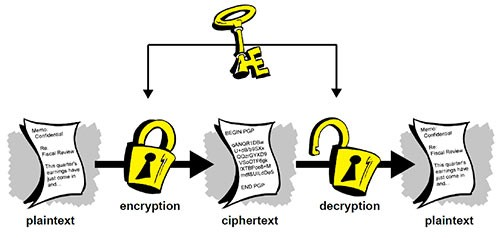 plaintext
Memo:
Confidential
Re:
Fiscal Review
This quarter's
earnings have
just come in
and...
encryption
ciphertext
BEGIN PGP
END PGP
decryption
plaintext
Memo:
Confidential
Re:
Fiscal Review
This quarter's
earnings have
just come in
and...